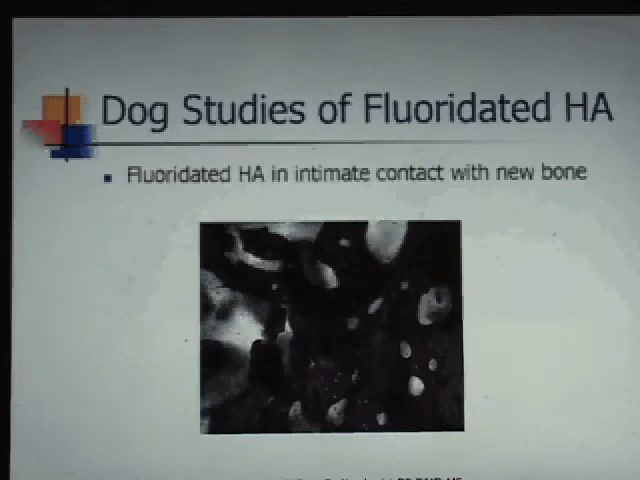 Dog Studies of Fluoridated HA
Fluoridated HA in intimate contact with new bone